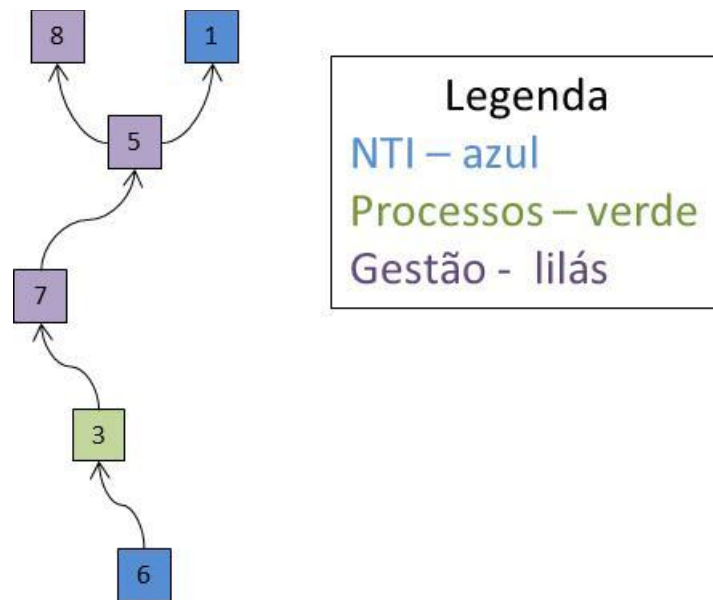 8
1
5
7
3
6
Legenda
NTI – azul
Processos – verde
Gestão - lilás